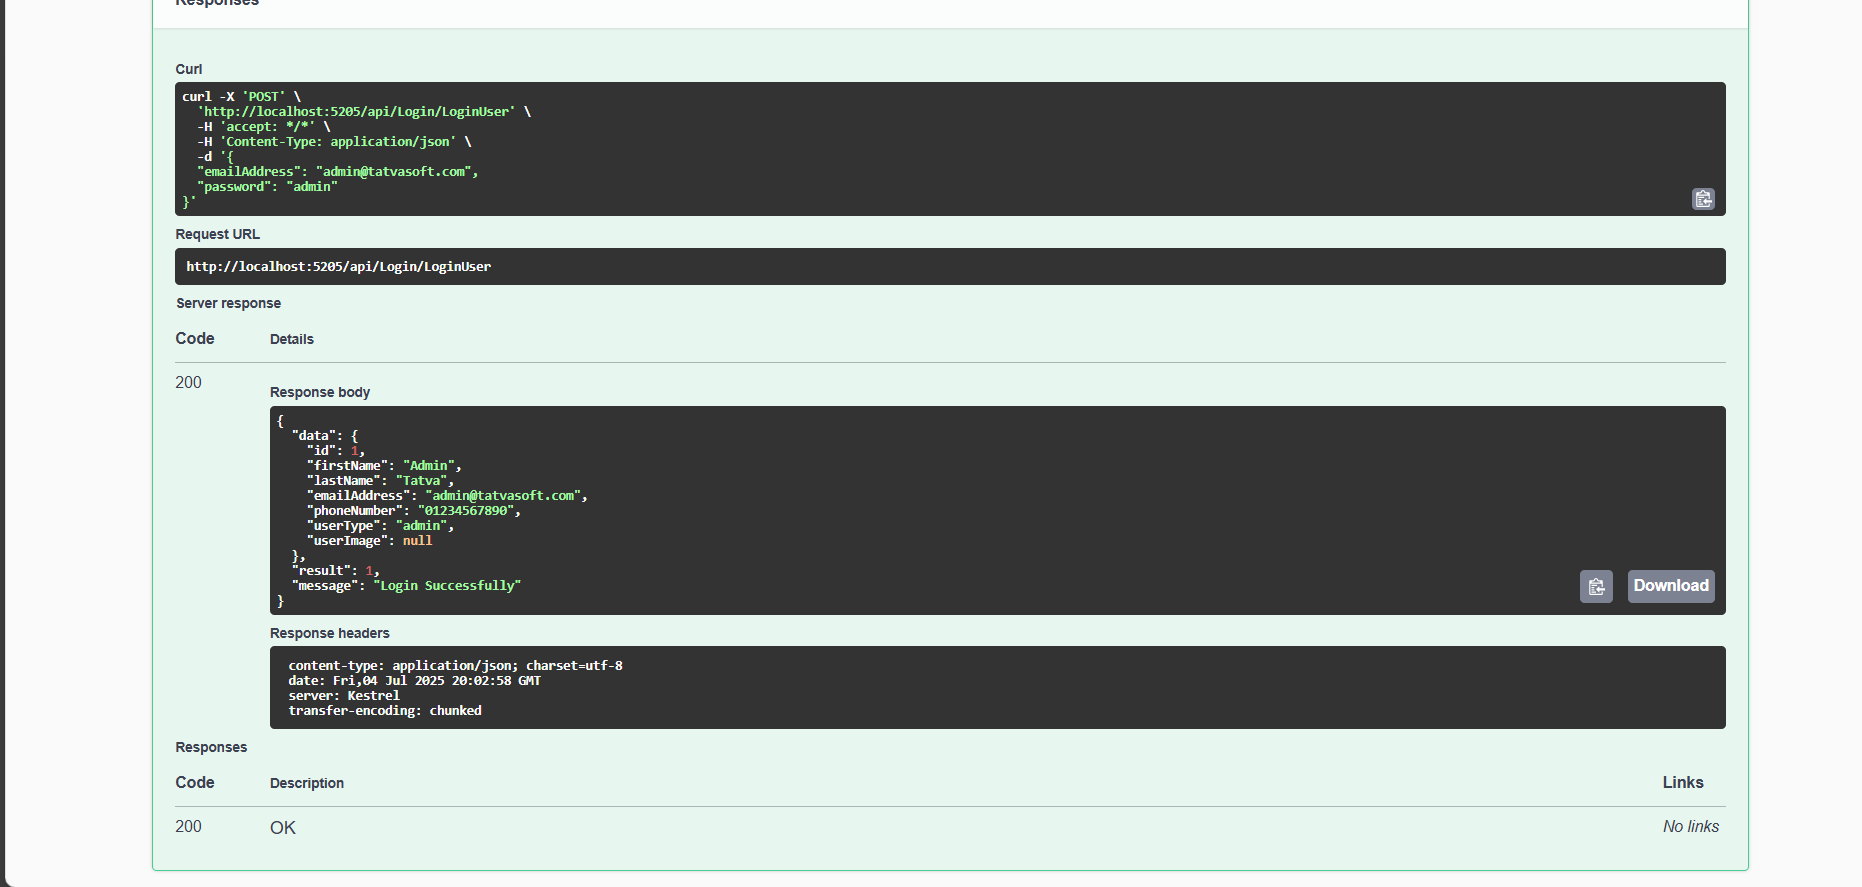 Responses
Curl
curl -X 'POST' \
'http://localhost:5205/api/Login/LoginUser' \
-H 'accept: */*' \
-H 'Content-Type: application/json' \
-d '{
"emailAddress": "admin@tatvasoft.com",
"password": "admin"
}'
Request URL
http://localhost:5205/api/Login/LoginUser
Server response
Code Details
200
Response body
{
"data": {
"id": 1,
"firstName": "Admin",
"lastName": "Tatva",
"emailAddress": "admin@tatvasoft.com",
"phoneNumber": "01234567890",
"userType": "admin",
"userImage": null
},
"result": 1,
"message": "Login Successfully"
}
Download
Response headers
content-type: application/json; charset=utf-8
date: Fri,04 Jul 2025 20:02:58 GMT
server: Kestrel
transfer-encoding: chunked
Responses
Code Description Links
200 OK No links